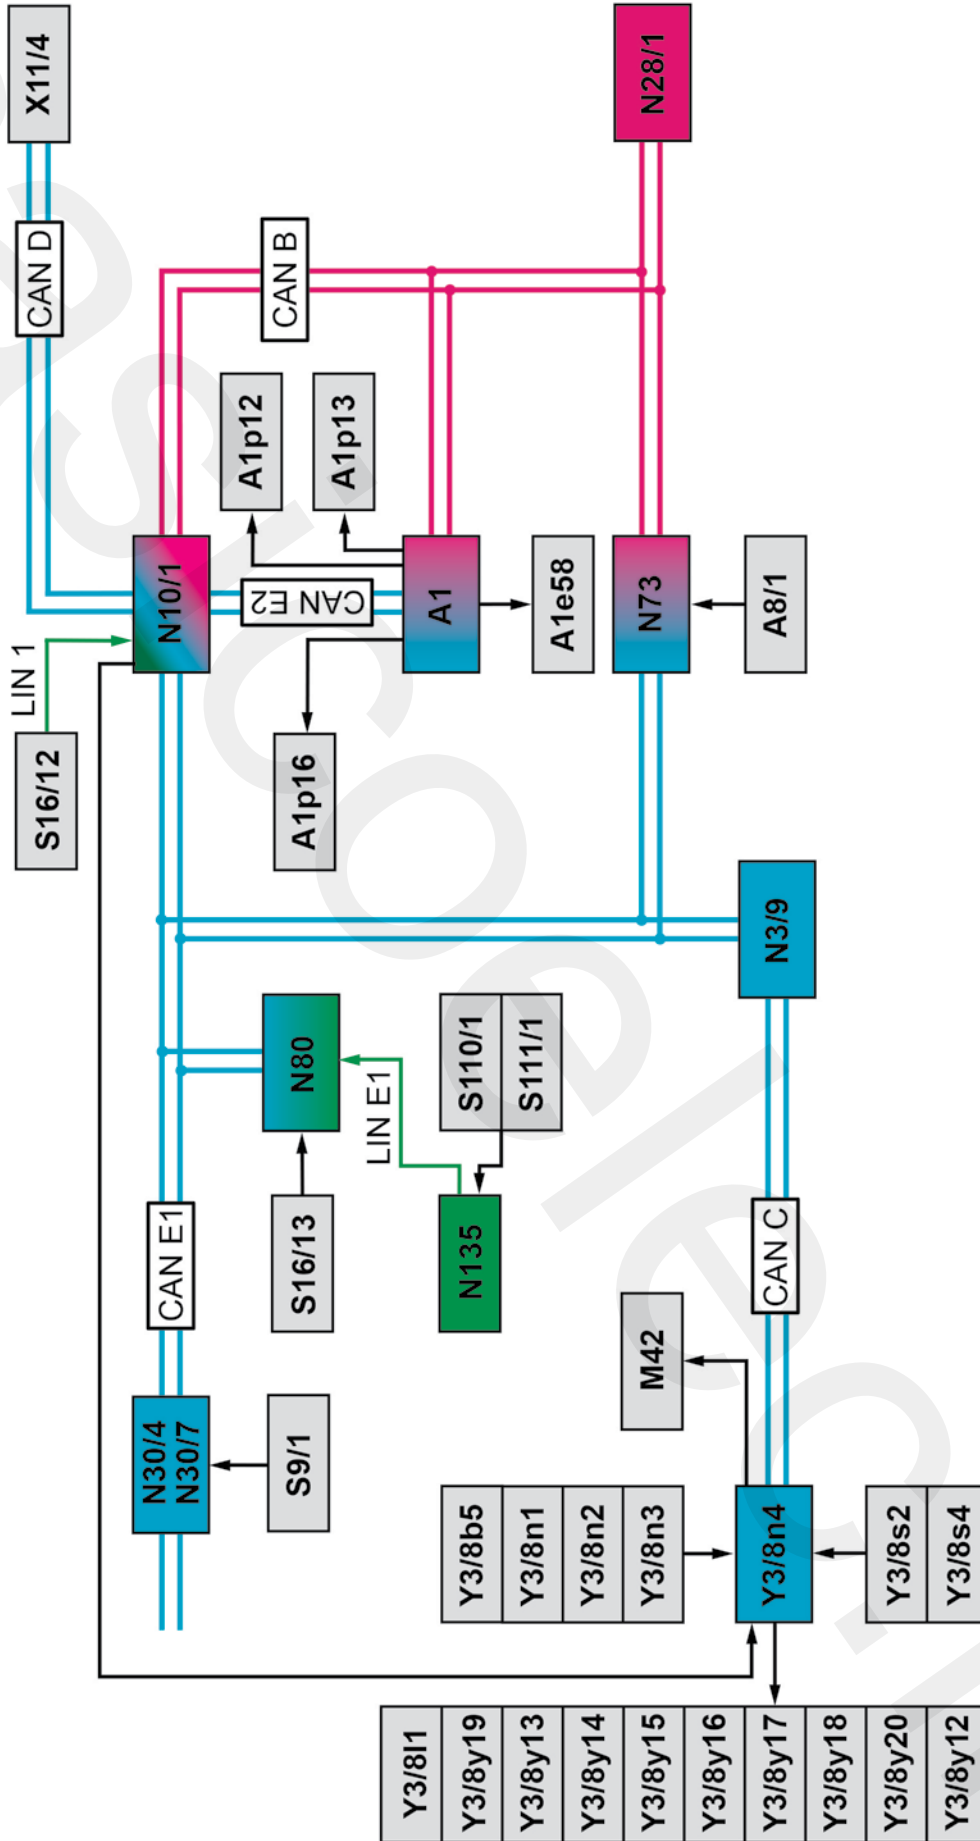 LIN 1
S16/12
CAN D
X11/4
N30/4
N30/7
CAN E1
N10/1
S9/1
S16/13
N80
A1p16
CAN E2
A1p12
CAN B
A1p13
LIN E1
N135
S110/1
S111/1
A1
A1e58
Y3/8l1
Y3/8y19
Y3/8y13
Y3/8y14
Y3/8y15
Y3/8y16
Y3/8y17
Y3/8y18
Y3/8y20
Y3/8y12
Y3/8b5
Y3/8n1
Y3/8n2
Y3/8n3
M42
N73
N28/1
Y3/8n4
CAN C
N3/9
A8/1
Y3/8s2
Y3/8s4